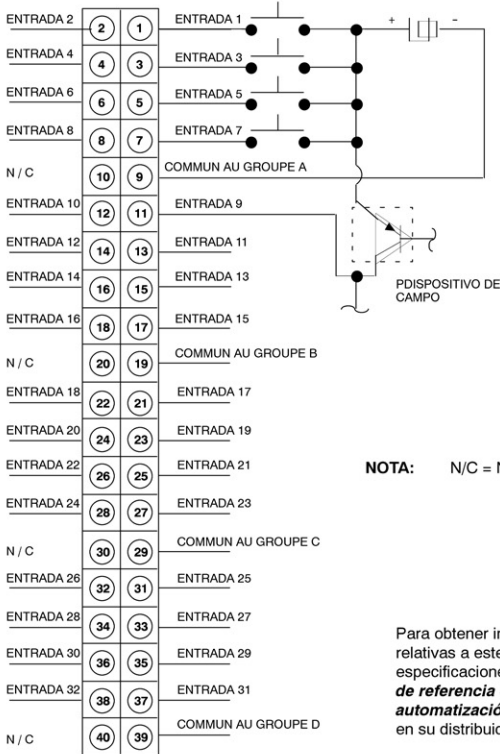 ENTRADA 2 2 1 ENTRADA 1 + -
ENTRADA 4 4 3 ENTRADA 3
ENTRADA 6 6 5 ENTRADA 5
ENTRADA 8 8 7 ENTRADA 7
N / C 10 9 COMMUN AU GROUPE A
ENTRADA 10 12 11 ENTRADA 9
ENTRADA 12 14 13 ENTRADA 11
ENTRADA 14 16 15 ENTRADA 13
PDISPOSITIVO DE
CAMPO
ENTRADA 16 18 17 ENTRADA 15
N / C 20 19 COMMUN AU GROUPE B
ENTRADA 18 22 21 ENTRADA 17
ENTRADA 20 24 23 ENTRADA 19
ENTRADA 22 26 25 ENTRADA 21
NOTA: N/C = N
ENTRADA 24 28 27 ENTRADA 23
N / C 30 29 COMMUN AU GROUPE C
ENTRADA 26 32 31 ENTRADA 25
ENTRADA 28 34 33 ENTRADA 27
ENTRADA 30 36 35 ENTRADA 29
ENTRADA 32 38 37 ENTRADA 31
N / C 40 39 COMMUN AU GROUPE D
Para obtener
relativas a este
especificacione
de referencia
automatizació
en su distribuid